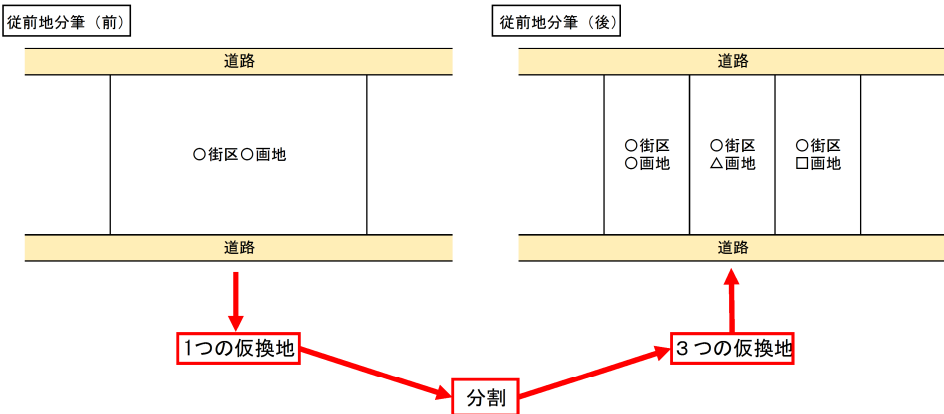 従前地分筆（前）
道路
○街区○画地
道路
1つの仮換地
従前地分筆（後）
道路
○街区
○画地
○街区
△画地
○街区
□画地
道路
３つの仮換地
分割